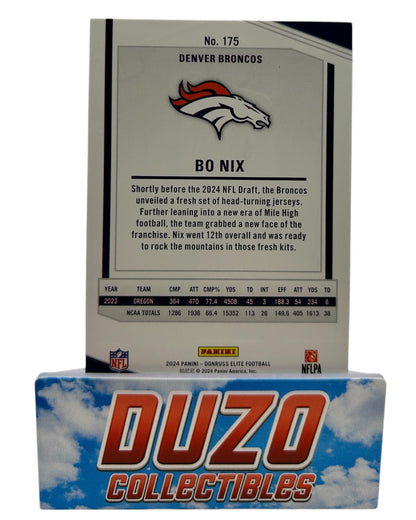 No. 175
DENVER BRONCOS
BO NIX
Shortly before the 2024 NFL Draft, the Broncos
unveiled a fresh set of head-turning jerseys.
Further leaning into a new era of Mile High
football, the team grabbed a new face of the
franchise. Nix went 12th overall and was ready
to rock the mountains in those fresh kits.
YEAR TEAM CMP ATT CMP% YDS TD INT EFF ATT YDS TD
2023 OREGON 364 470 77.4 4508 45 3 188.3 54 234 6
NCAA TOTALS 1286 1936 66.4 15352 113 26 149.6 405 1613 38
NFL
PANINI
NFLPA
2024 PANINI - DONRUSS ELITE FOOTBALL
© 2024 Panini America, Inc.
DUZO
COLLECTIBLES